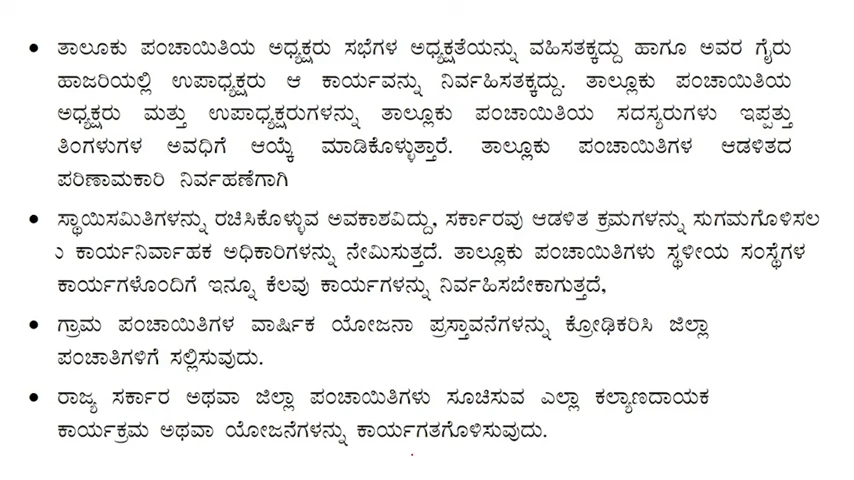 • ತಾಲೂಕು ಪಂಚಾಯಿತಿಯ ಅಧ್ಯಕ್ಷರು ಸಭೆಗಳ ಅಧ್ಯಕ್ಷತೆಯನ್ನು ವಹಿಸತಕ್ಕದ್ದು ಹಾಗೂ ಅವರ ಗೈರು
ಹಾಜರಿಯಲ್ಲಿ ಉಪಾಧ್ಯಕ್ಷರು ಆ ಕಾರ್ಯವನ್ನು ನಿರ್ವಹಿಸತಕ್ಕದ್ದು. ತಾಲ್ಲೂಕು ಪಂಚಾಯಿತಿಯ
ಅಧ್ಯಕ್ಷರು ಮತ್ತು ಉಪಾಧ್ಯಕ್ಷರುಗಳನ್ನು ತಾಲ್ಲೂಕು ಪಂಚಾಯಿತಿಯ ಸದಸ್ಯರುಗಳು ಇಪ್ಪತ್ತು
ತಿಂಗಳುಗಳ ಅವಧಿಗೆ ಆಯ್ಕೆ ಮಾಡಿಕೊಳ್ಳುತ್ತಾರೆ. ತಾಲ್ಲೂಕು ಪಂಚಾಯಿತಿಗಳ ಆಡಳಿತದ
ಪರಿಣಾಮಕಾರಿ ನಿರ್ವಹಣೆಗಾಗಿ
• ಸ್ಥಾಯಿಸಮಿತಿಗಳನ್ನು ರಚಿಸಿಕೊಳ್ಳುವ ಅವಕಾಶವಿದ್ದು, ಸರ್ಕಾರವು ಆಡಳಿತ ಕ್ರಮಗಳನ್ನು ಸುಗಮಗೊಳಿಸಲ
ು ಕಾರ್ಯನಿರ್ವಾಹಕ ಅಧಿಕಾರಿಗಳನ್ನು ನೇಮಿಸುತ್ತದೆ. ತಾಲ್ಲೂಕು ಪಂಚಾಯಿತಿಗಳು ಸ್ಥಳೀಯ ಸಂಸ್ಥೆಗಳ
ಕಾರ್ಯಗಳೊಂದಿಗೆ ಇನ್ನೂ ಕೆಲವು ಕಾರ್ಯಗಳನ್ನು ನಿರ್ವಹಿಸಬೇಕಾಗುತ್ತದೆ,
• ಗ್ರಾಮ ಪಂಚಾಯಿತಿಗಳ ವಾರ್ಷಿಕ ಯೋಜನಾ ಪ್ರಸ್ತಾವನೆಗಳನ್ನು ಕ್ರೋಢಿಕರಿಸಿ ಜಿಲ್ಲಾ
ಪಂಚಾತಿಗಳಿಗೆ ಸಲ್ಲಿಸುವುದು.
• ರಾಜ್ಯ ಸರ್ಕಾರ ಅಥವಾ ಜಿಲ್ಲಾ ಪಂಚಾಯಿತಿಗಳು ಸೂಚಿಸುವ ಎಲ್ಲಾ ಕಲ್ಯಾಣದಾಯಕ
ಕಾರ್ಯಕ್ರಮ ಅಥವಾ ಯೋಜನೆಗಳನ್ನು ಕಾರ್ಯಗತಗೊಳಿಸುವುದು.